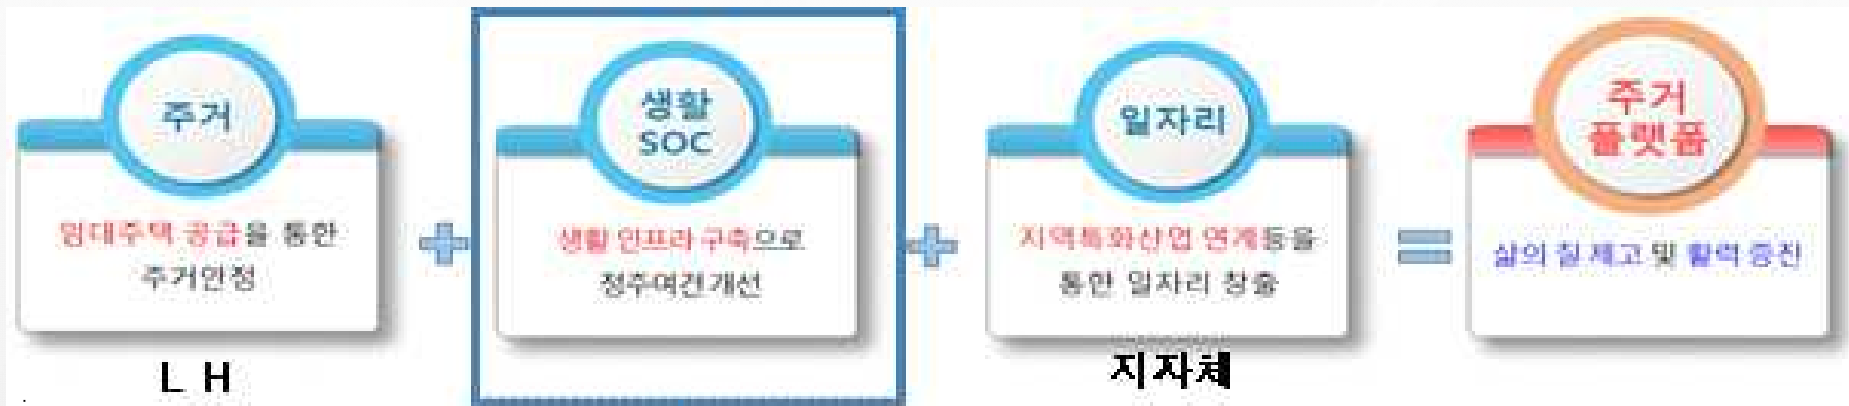 주거
임대주택 공급을 통한
주거안정
L H
생활
SOC
생활 인프라 구축으로
정주여건 개선
일자리
지역특화산업 연계등을
통한 일자리 창출
지자체
주거
플랫폼
삶의 질 제고 및 활력 증진